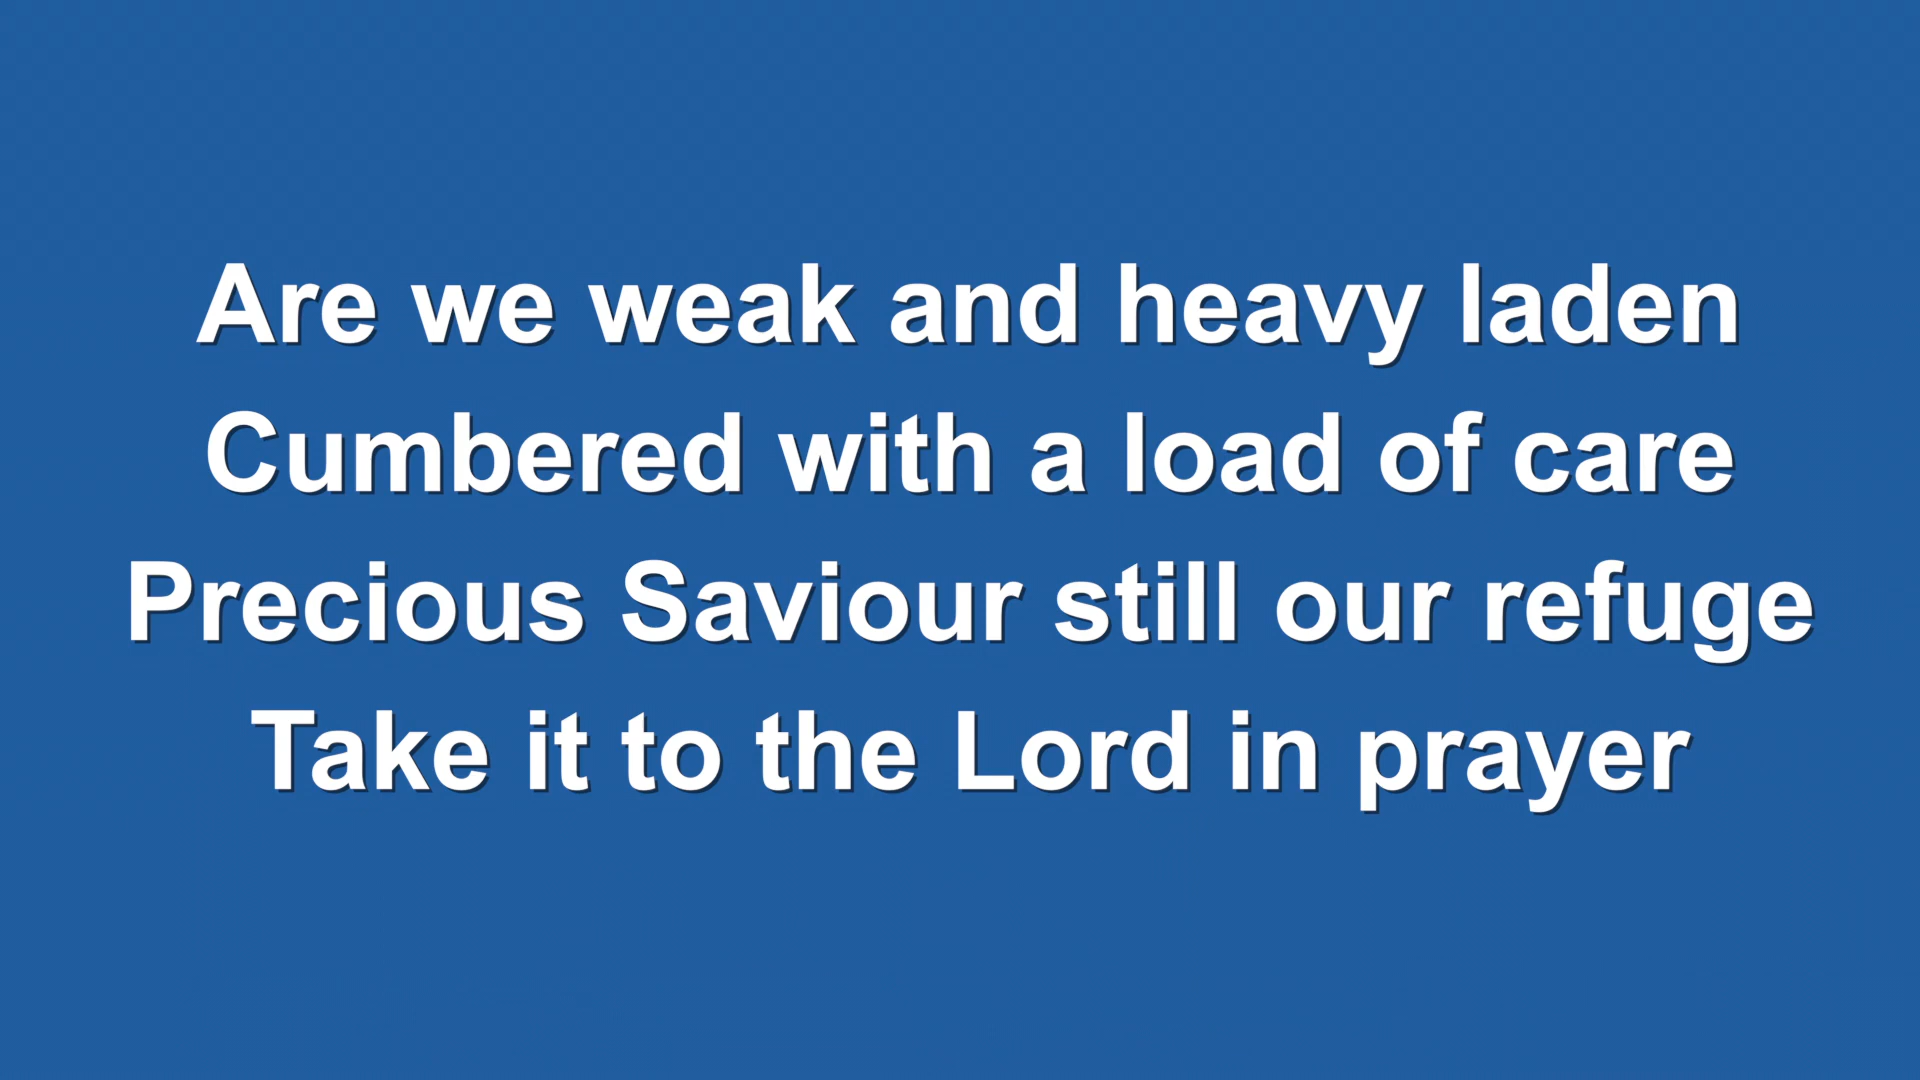 Are we weak and heavy laden
Cumbered with a load of care
Precious Saviour still our refuge
Take it to the Lord in prayer